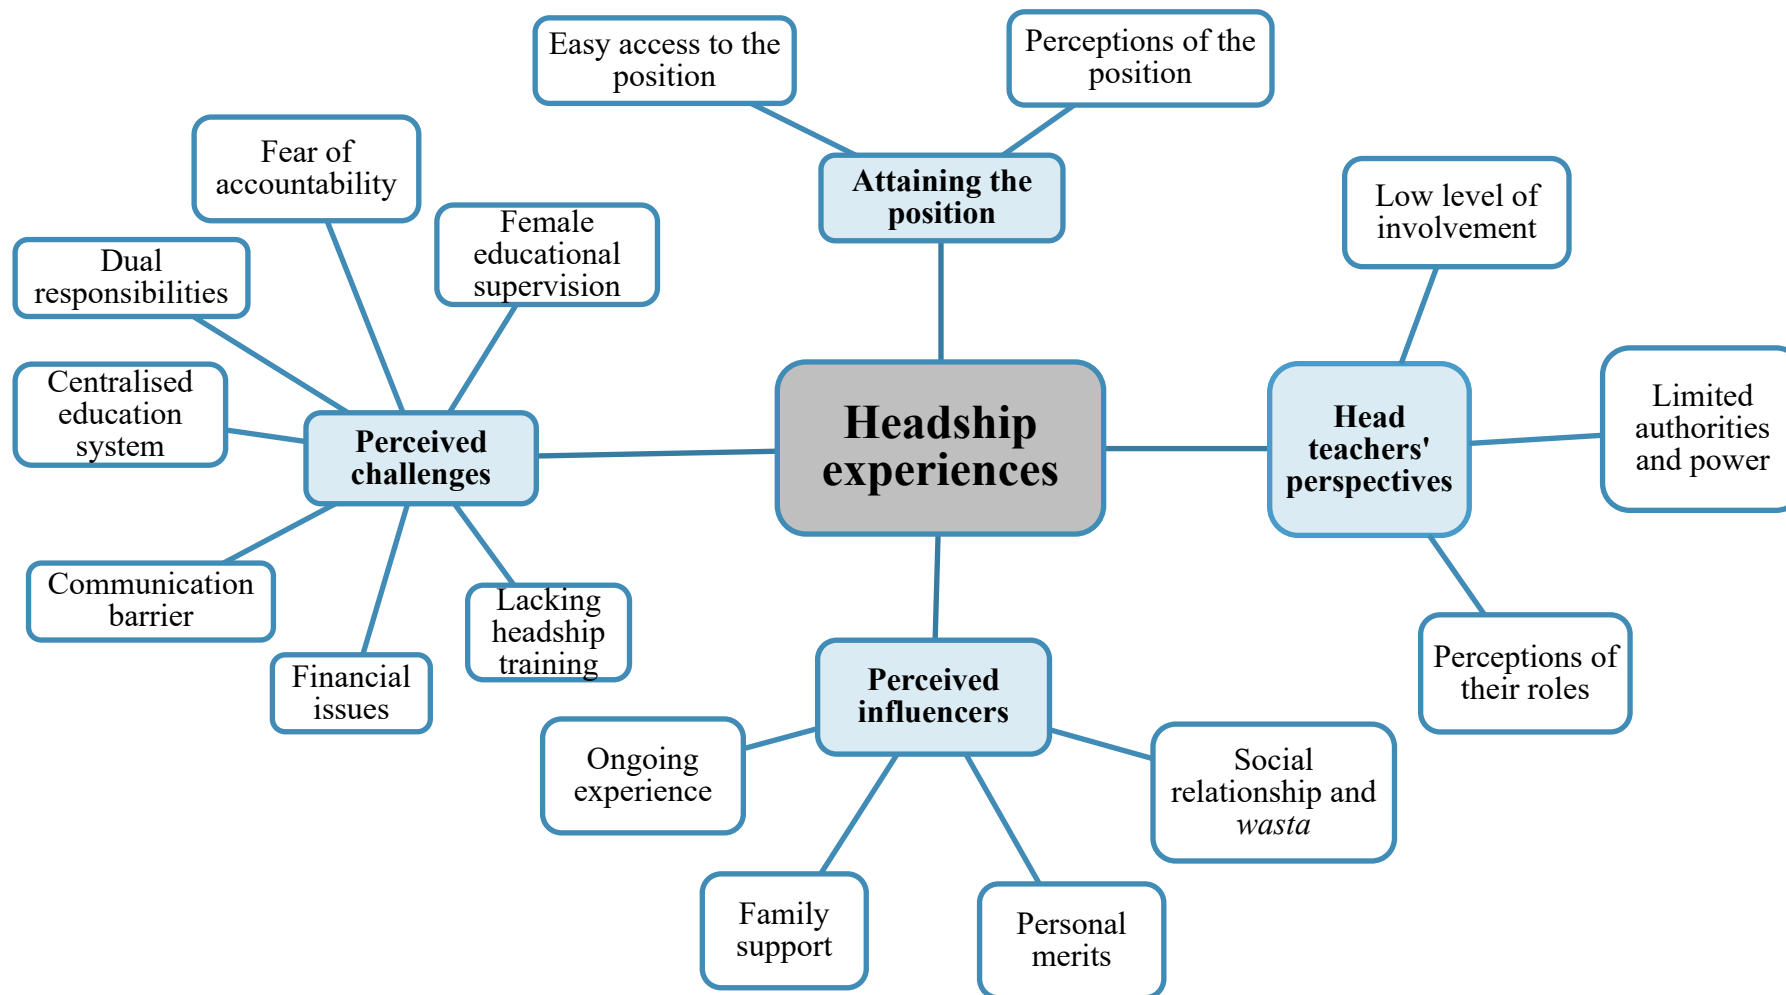 Easy access to the
position
Perceptions of the
position
Fear of
accountability
Attaining the
position
Low level of
involvement
Female
educational
supervision
Dual
responsibilities
Centralised
education
system
Perceived
challenges
Headship
experiences
Head
teachers'
perspectives
Limited
authorities
and power
Communication
barrier
Lacking
headship
training
Financial
issues
Perceived
influencers
Perceptions of
their roles
Ongoing
experience
Social
relationship and
wasta
Family
support
Personal
merits